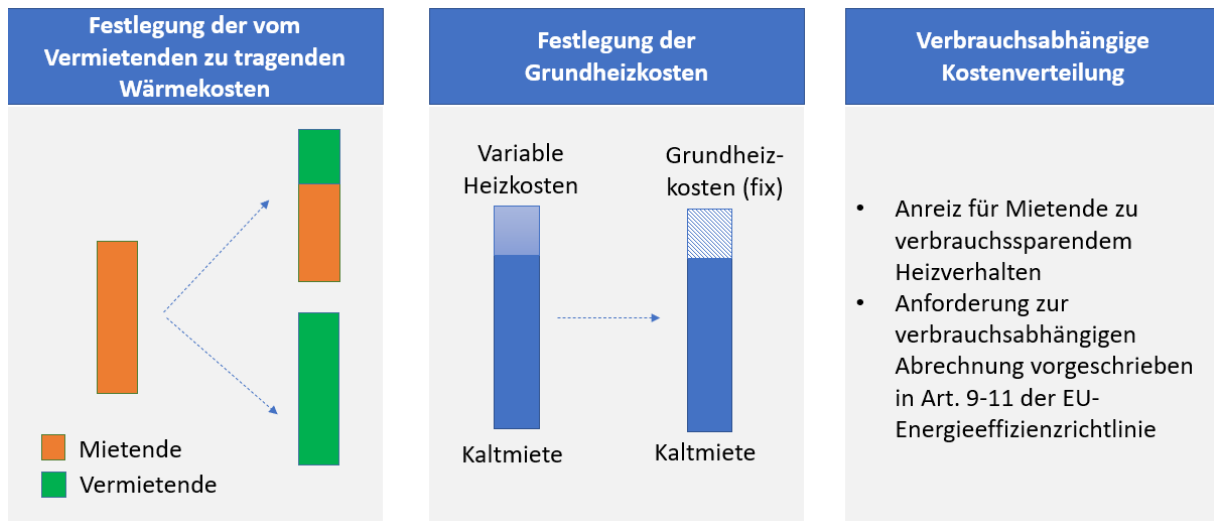 Festlegung der vom
Vermietenden zu tragenden
Wärmekosten
Mietende
Vermietende
Festlegung der
Grundheizkosten
Variable
Heizkosten
Grundheiz-
kosten (fix)
Kaltmiete
Kaltmiete
Verbrauchsabhängige
Kostenverteilung
• Anreiz für Mietende zu
verbrauchssparendem
Heizverhalten
• Anforderung zur
verbrauchsabhängigen
Abrechnung vorgeschrieben
in Art. 9-11 der EU-
Energieeffizienzrichtlinie